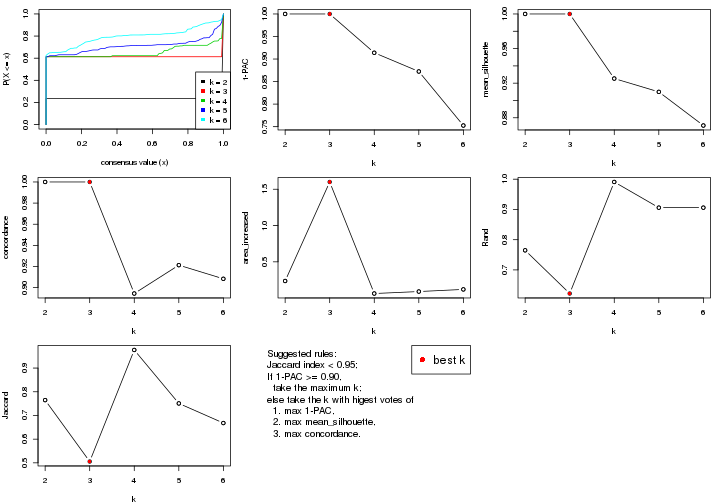 P(X <= x)
0.0 0.2 0.4 0.6 0.8 1.0
0.0 0.2 0.4 0.6 0.8 1.0
consensus value (x)
k = 2
k = 3
k = 4
k = 5
k = 6
1-PAC
0.75 0.80 0.85 0.90 0.95 1.00
2 3 4 5 6
k
mean_silhouette
0.88 0.92 0.96 1.00
2 3 4 5 6
k
concordance
0.90 0.92 0.94 0.96 0.98 1.00
2 3 4 5 6
k
area_increased
0.5 1.0 1.5
2 3 4 5 6
k
Rand
0.7 0.8 0.9 1.0
2 3 4 5 6
k
Jaccard
0.5 0.6 0.7 0.8 0.9
2 3 4 5 6
k
Suggested rules:
Jaccard index < 0.95;
If 1-PAC >= 0.90,
take the maximum k;
else take the k with higest votes of
1. max 1-PAC,
2. max mean_silhouette,
3. max concordance.
best k